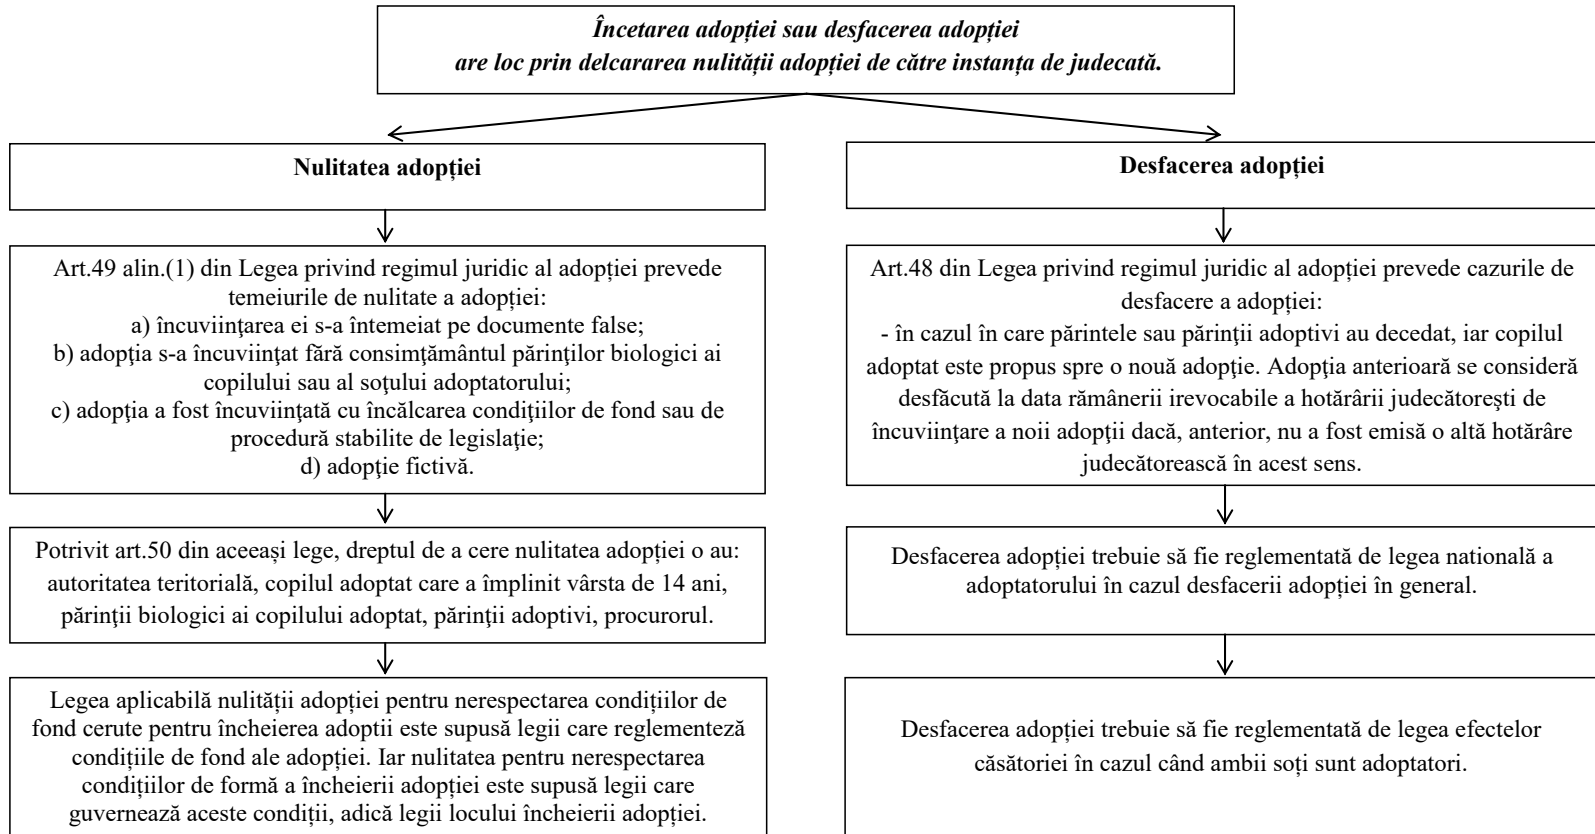 Încetarea adopției sau desfacerea adopției
are loc prin delcararea nulității adopției de către instanța de judecată.
Nulitatea adopției
Art.49 alin.(1) din Legea privind regimul juridic al adopției prevede
temeiurile de nulitate a adopției:
a) încuviinţarea ei s-a întemeiat pe documente false;
b) adopţia s-a încuviinţat fără consimţământul părinților biologici ai
copilului sau al soţului adoptatorului;
c) adopţia a fost încuviinţată cu încălcarea condiţiilor de fond sau de
procedură stabilite de legislaţie;
d) adopţie fictivă.
Potrivit art.50 din aceeași lege, dreptul de a cere nulitatea adopției o au:
autoritatea teritorială, copilul adoptat care a împlinit vârsta de 14 ani,
părinţii biologici ai copilului adoptat, părinţii adoptivi, procurorul.
Legea aplicabilă nulității adopției pentru nerespectarea condițiilor de
fond cerute pentru încheierea adoptii este supusă legii care reglementeză
condițiile de fond ale adopției. Iar nulitatea pentru nerespectarea
condițiilor de formă a încheierii adopției este supusă legii care
guvernează aceste condiții, adică legii locului încheierii adopției.
Desfacerea adopției
Art.48 din Legea privind regimul juridic al adopției prevede cazurile de
desfacere a adopției:
- în cazul în care părintele sau părinţii adoptivi au decedat, iar copilul
adoptat este propus spre o nouă adopţie. Adopţia anterioară se consideră
desfăcută la data rămânerii irevocabile a hotărârii judecătoreşti de
încuviinţare a noii adopţii dacă, anterior, nu a fost emisă o altă hotărâre
judecătorească în acest sens.
Desfacerea adopției trebuie să fie reglementată de legea natională a
adoptatorului în cazul desfacerii adopției în general.
Desfacerea adopției trebuie să fie reglementată de legea efectelor
căsătoriei în cazul când ambii soți sunt adoptatori.